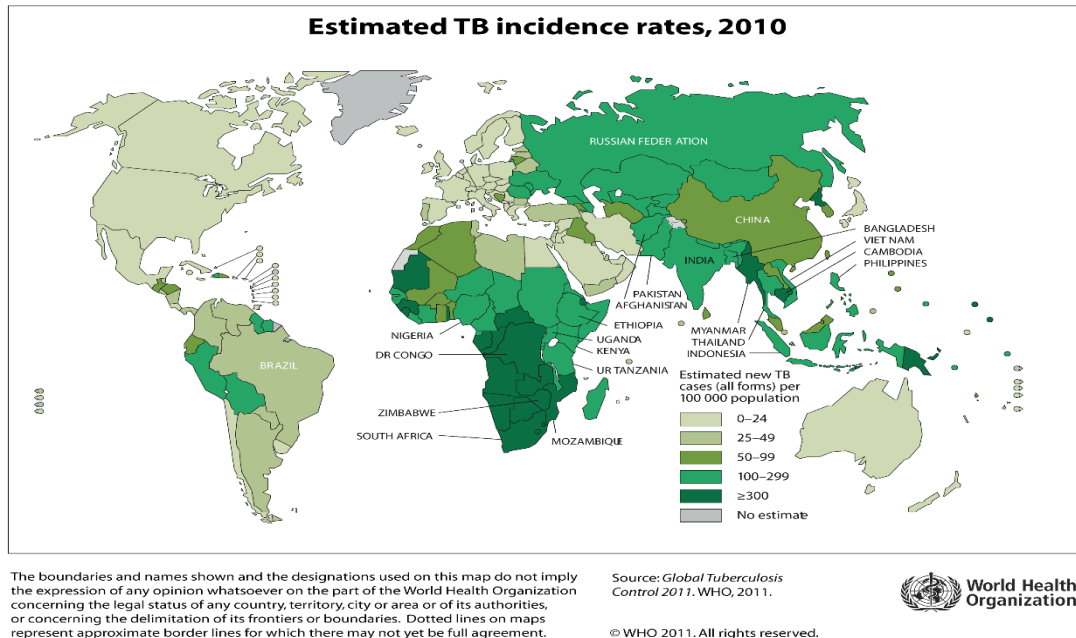 Estimated TB incidence rates, 2010
RUSSIAN FEDER ATION
CHINA
BANGLADESH
VIET NAM
CAMBODIA
PHILIPPINES
INDIA
PAKISTAN
AFGHANISTAN
NIGERIA
ETHIOPIA
UGANDA
KENYA
DR CONGO
UR TANZANIA
MYANMAR
THAILAND
INDONESIA
BRAZIL
ZIMBABWE
SOUTH AFRICA
MOZAMBIQUE
Estimated new TB
cases (all forms) per
100 000 population
0–24
25–49
50–99
100–299
≥300
No estimate
The boundaries and names shown and the designations used on this map do not imply
the expression of any opinion whatsoever on the part of the World Health Organization
concerning the legal status of any country, territory, city or area or of its authorities,
or concerning the delimitation of its frontiers or boundaries. Dotted lines on maps
represent approximate border lines for which there may not yet be full agreement.
Source: Global Tuberculosis
Control 2011. WHO, 2011.
© WHO 2011. All rights reserved.
World Health
Organization